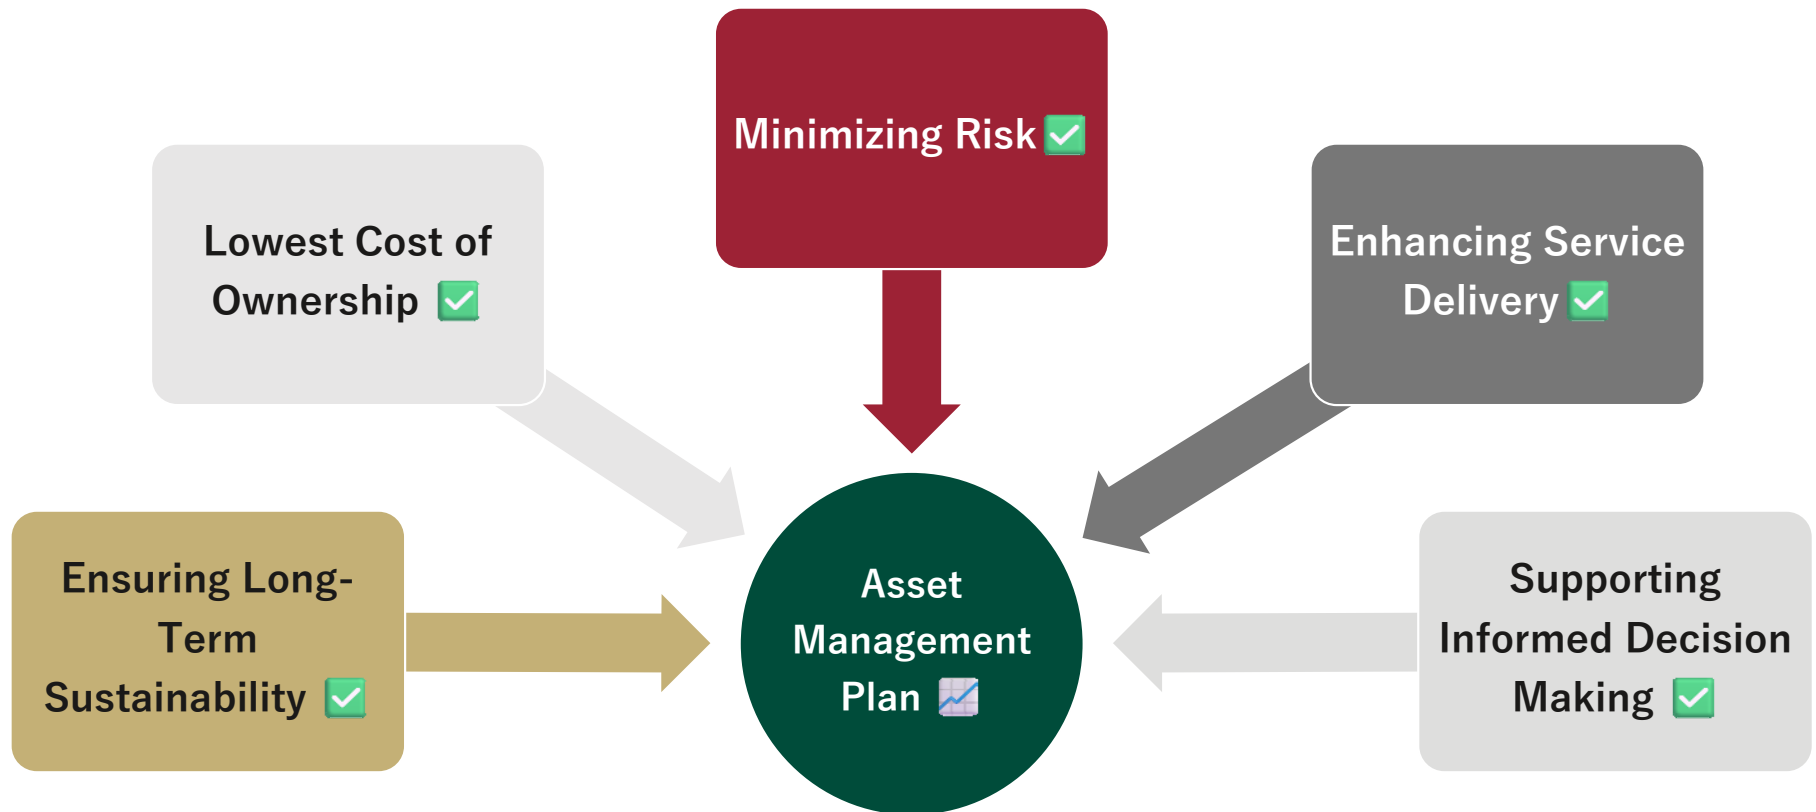 Minimizing Risk ✅
Lowest Cost of
Ownership ✅
Enhancing Service
Delivery ✅
Ensuring Long-
Term
Sustainability ✅
Asset
Management
Plan 📈
Supporting
Informed Decision
Making ✅